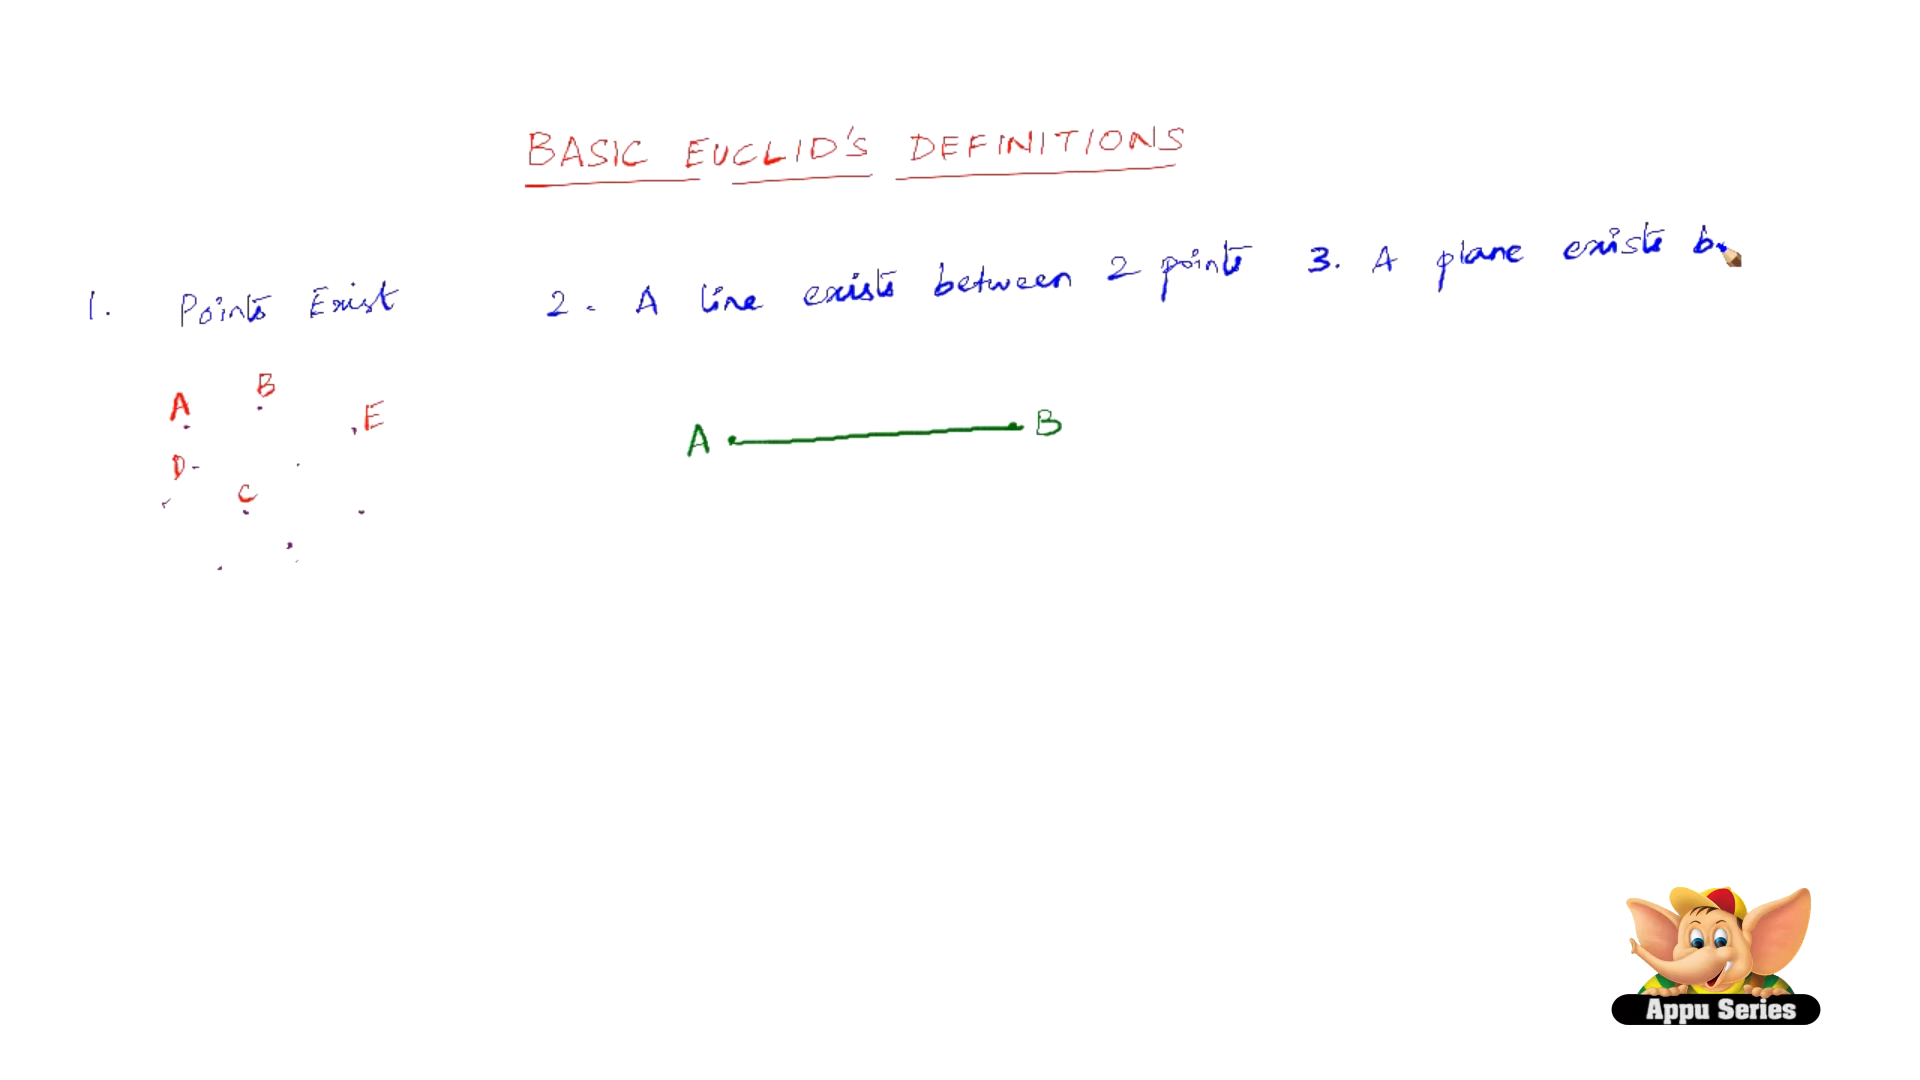 BASIC EUCLID'S DEFINITIONS
1. Points Exist
2. A line exists between 2 points
3. A plane exists b
A
B
E
D
C
A B
Appu Series